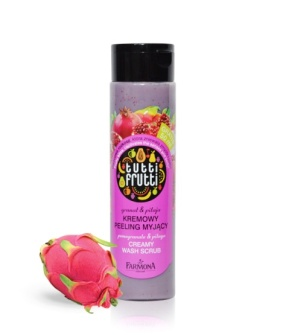 tutti
frutti
granat & pitaja
KREMOWY
PEELING MYJĄCY
pomegranate & pitaya
CREAMY
WASH SCRUB
FARMONA